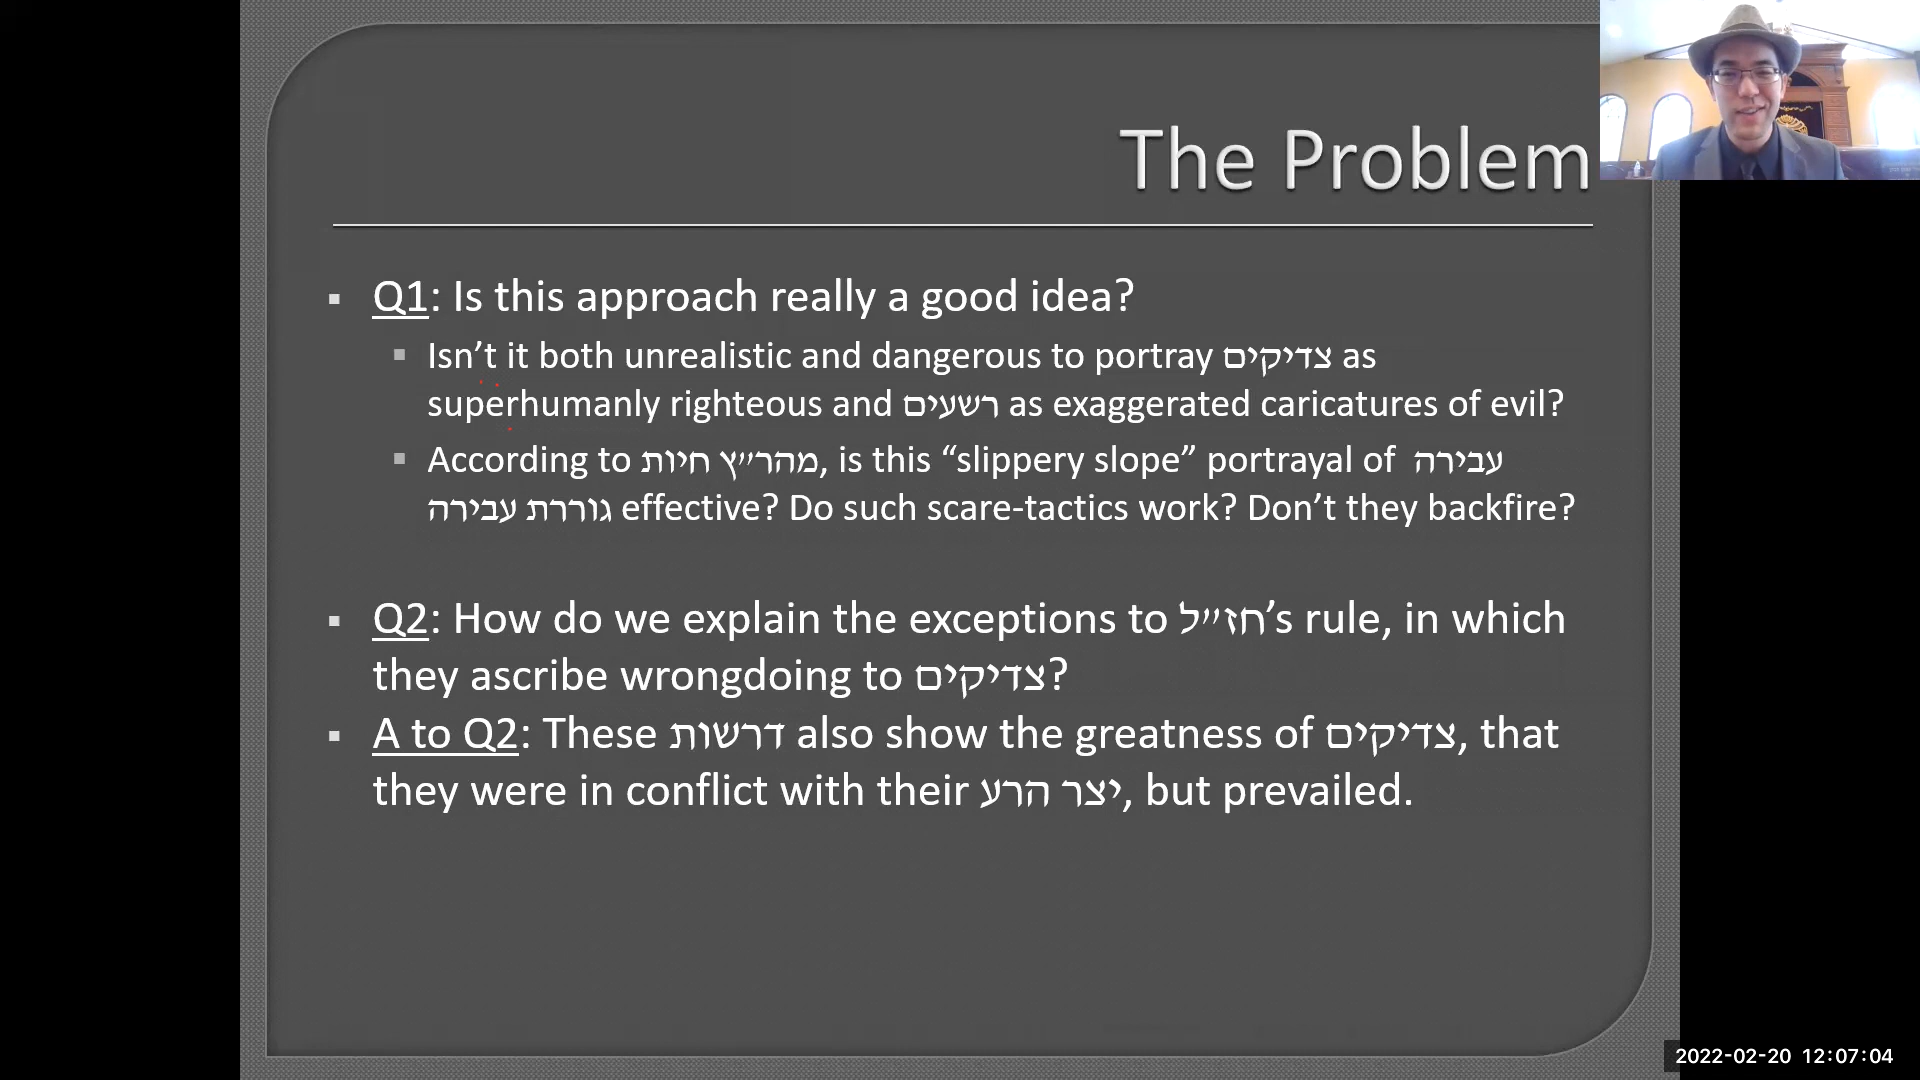 The Problem
Q1: Is this approach really a good idea?
Isn’t it both unrealistic and dangerous to portray צדיקים as
superhumanly righteous and רשעים as exaggerated caricatures of evil?
According to מהר״ץ חיות, is this “slippery slope” portrayal of עבירה
גוררת עבירה effective? Do such scare-tactics work? Don’t they backfire?
Q2: How do we explain the exceptions to חז״ל’s rule, in which
they ascribe wrongdoing to צדיקים?
A to Q2: These דרשות also show the greatness of צדיקים, that
they were in conflict with their יצר הרע, but prevailed.
2022-02-20 12:07:04